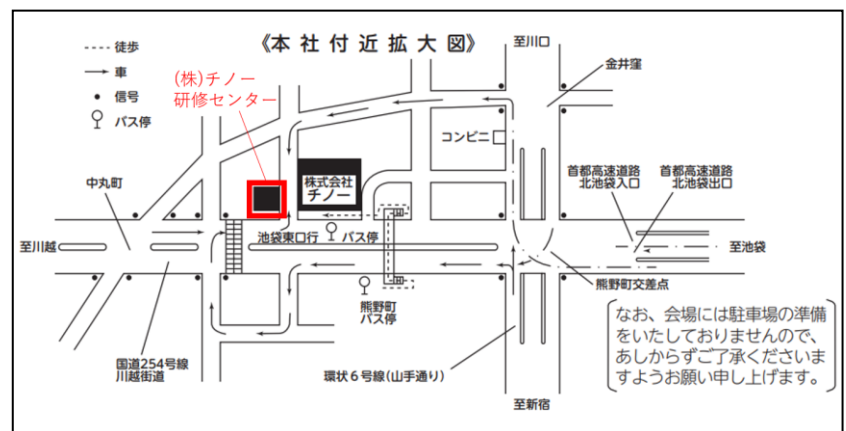 《本社付近拡大図》
徒歩
車
信号
バス停
(株)チノー
研修センター
至川口
金井窪
コンビニ
首都高速道路
北池袋入口
首都高速道路
北池袋出口
中丸町
株式会社
チノー
池袋東口行
バス停
至川越
至池袋
熊野町交差点
熊野町
バス停
なお、会場には駐車場の準備
をいたしておりませんので、
あしからずご了承くださいま
すようお願い申し上げます。
国道254号線
川越街道
環状6号線(山手通り)
至新宿